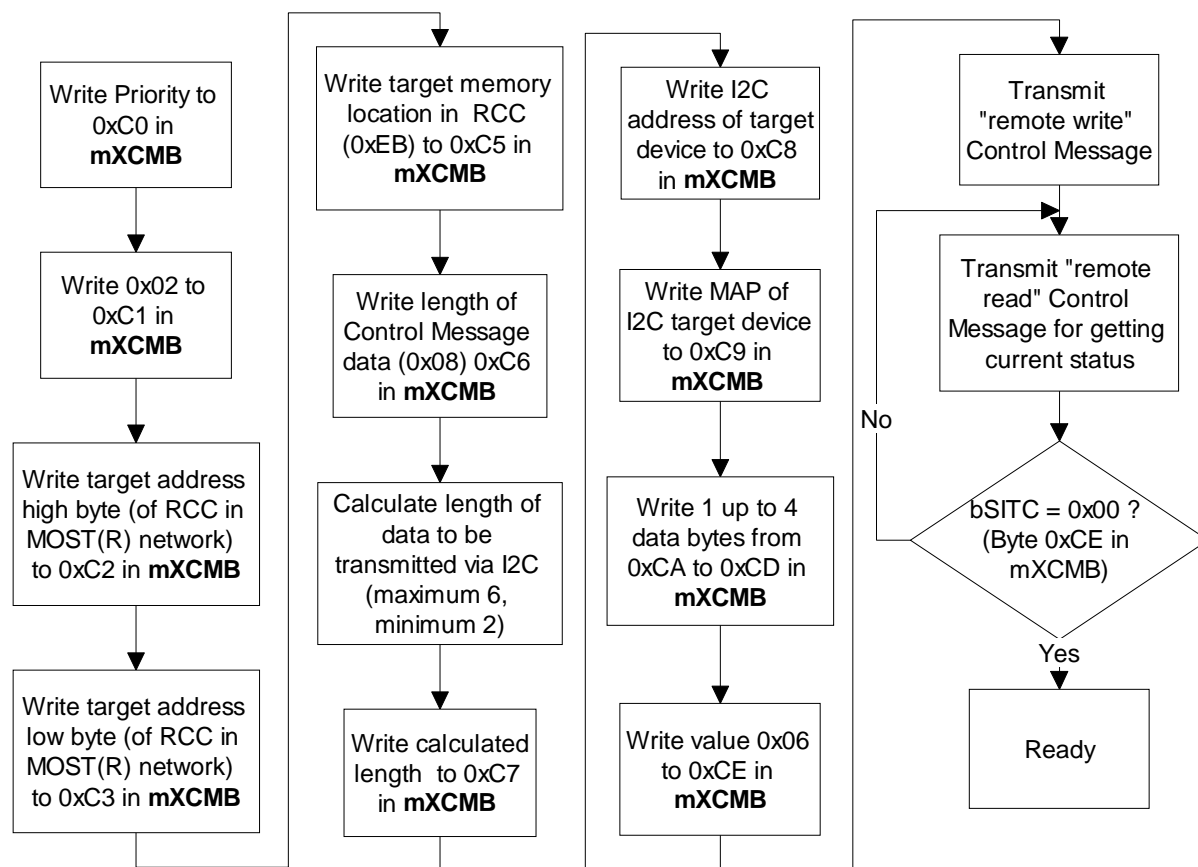 Write Priority to
0xC0 in
mXCMB
Write 0x02 to
0xC1 in
mXCMB
Write target address
high byte (of RCC in
MOST(R) network)
to 0xC2 in mXCMB
Write target address
low byte (of RCC in
MOST(R) network)
to 0xC3 in mXCMB
Write target memory
location in RCC
(0xEB) to 0xC5 in
mXCMB
Write length of
Control Message
data (0x08) 0xC6
in mXCMB
Calculate length of
data to be
transmitted via I2C
(maximum 6,
minimum 2)
Write calculated
length to 0xC7
in mXCMB
Write I2C
address of target
device to 0xC8
in mXCMB
Write MAP of
I2C target device
to 0xC9 in
mXCMB
Write 1 up to 4
data bytes from
0xCA to 0xCD in
mXCMB
Write value 0x06
to 0xCE in
mXCMB
Transmit
"remote write"
Control Message
Transmit "remote
read" Control
Message for getting
current status
No
bSITC = 0x00 ?
(Byte 0xCE in
mXCMB)
Yes
Ready